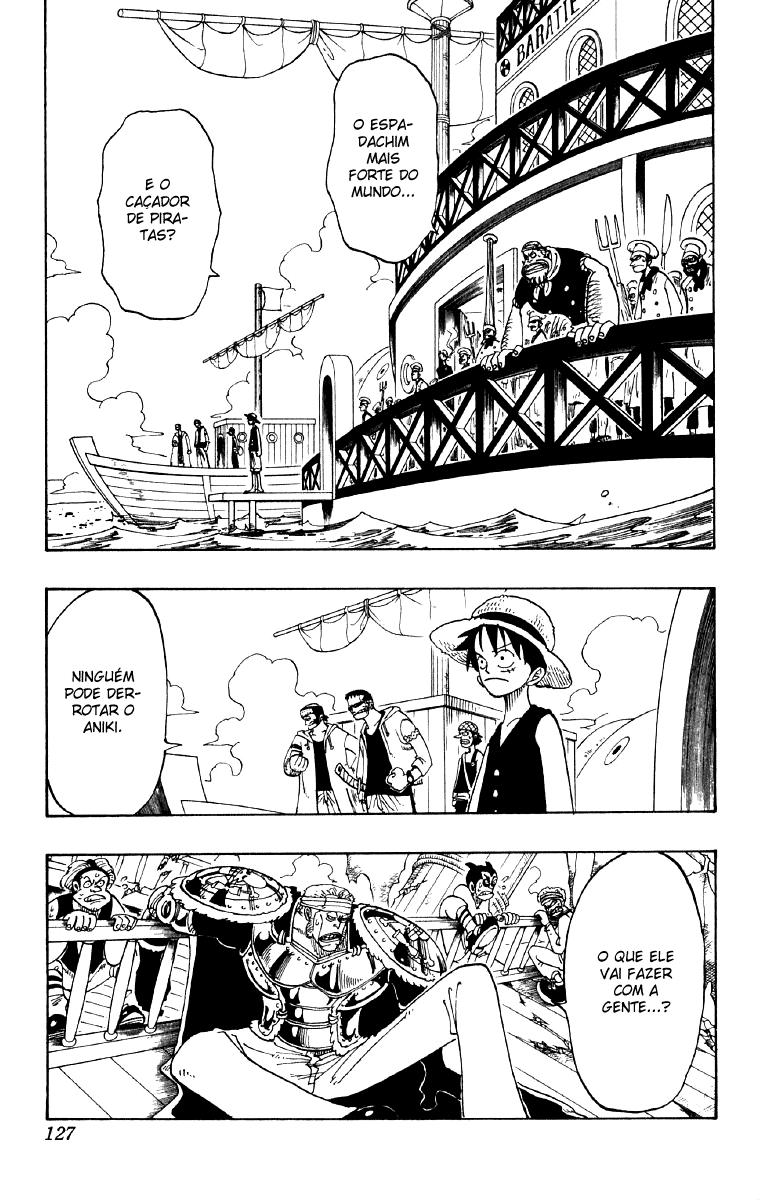 BARATIE
O ESPA-
DACHIM
MAIS
FORTE DO
MUNDO...
E O
CAÇADOR
DE PIRA-
TAS?
NINGUÉM
PODE DER-
ROTAR O
ANIKI.
O QUE ELE
VAI FAZER
COM A
GENTE...?
127